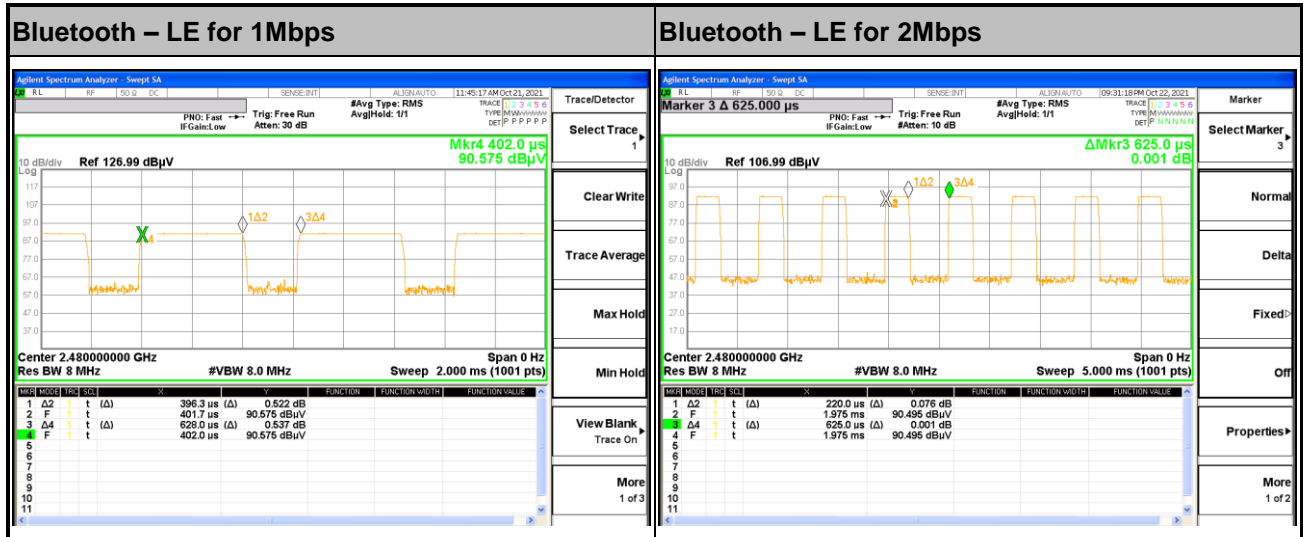 Bluetooth – LE for 1Mbps
Agilent Spectrum Analyzer - Swept SA
RL RF 50 Ω DC SENSE:INT ALIGNAUTO 11:45:17 AM Oct 21, 2021
PNO: Fast Trig: Free Run #Avg Type: RMS TRACE 1 2 3 4 5 6
IFGain:Low Atten: 30 dB Avg|Hold: 1/1 TYPE
DET P P P P P P
Mkr4 402.0 µs
90.575 dBµV
10 dB/div Ref 126.99 dBµV
Log
117
107
97.0
87.0
77.0
67.0
57.0
47.0
37.0
4
1Δ2
3Δ4
Center 2.480000000 GHz Span 0 Hz
Res BW 8 MHz #VBW 8.0 MHz Sweep 2.000 ms (1001 pts)
MKR MODE TRC SCL X Y FUNCTION FUNCTION WIDTH FUNCTION VALUE
1 Δ2 1 t (Δ) 396.3 µs (Δ) 0.522 dB
2 F 1 t 401.7 µs 90.575 dBµV
3 Δ4 1 t (Δ) 628.0 µs (Δ) 0.537 dB
4 F 1 t 402.0 µs 90.575 dBµV
5
6
7
8
9
10
11
Trace/Detector
Select Trace
1
Clear Write
Trace Average
Max Hold
Min Hold
View Blank
Trace On
More
1 of 3
Bluetooth – LE for 2Mbps
Agilent Spectrum Analyzer - Swept SA
RL RF 50 Ω DC SENSE:INT ALIGNAUTO 09:31:18 PM Oct 22, 2021
Marker 3 Δ 625.000 µs
PNO: Fast Trig: Free Run #Avg Type: RMS TRACE 1 2 3 4 5 6
IFGain:Low #Atten: 10 dB Avg|Hold: 1/1 TYPE
DET P N N N N N
ΔMkr3 625.0 µs
0.001 dB
10 dB/div Ref 106.99 dBµV
Log
97.0
87.0
77.0
67.0
57.0
47.0
37.0
27.0
17.0
2
1Δ2
3Δ4
Center 2.480000000 GHz Span 0 Hz
Res BW 8 MHz #VBW 8.0 MHz Sweep 5.000 ms (1001 pts)
MKR MODE TRC SCL X Y FUNCTION FUNCTION WIDTH FUNCTION VALUE
1 Δ2 1 t (Δ) 220.0 µs (Δ) 0.076 dB
2 F 1 t 1.975 ms 90.495 dBµV
3 Δ4 1 t (Δ) 625.0 µs (Δ) 0.001 dB
4 F 1 t 1.975 ms 90.495 dBµV
5
6
7
8
9
10
11
Marker
Select Marker
3
Normal
Delta
Fixed
Off
Properties
More
1 of 2